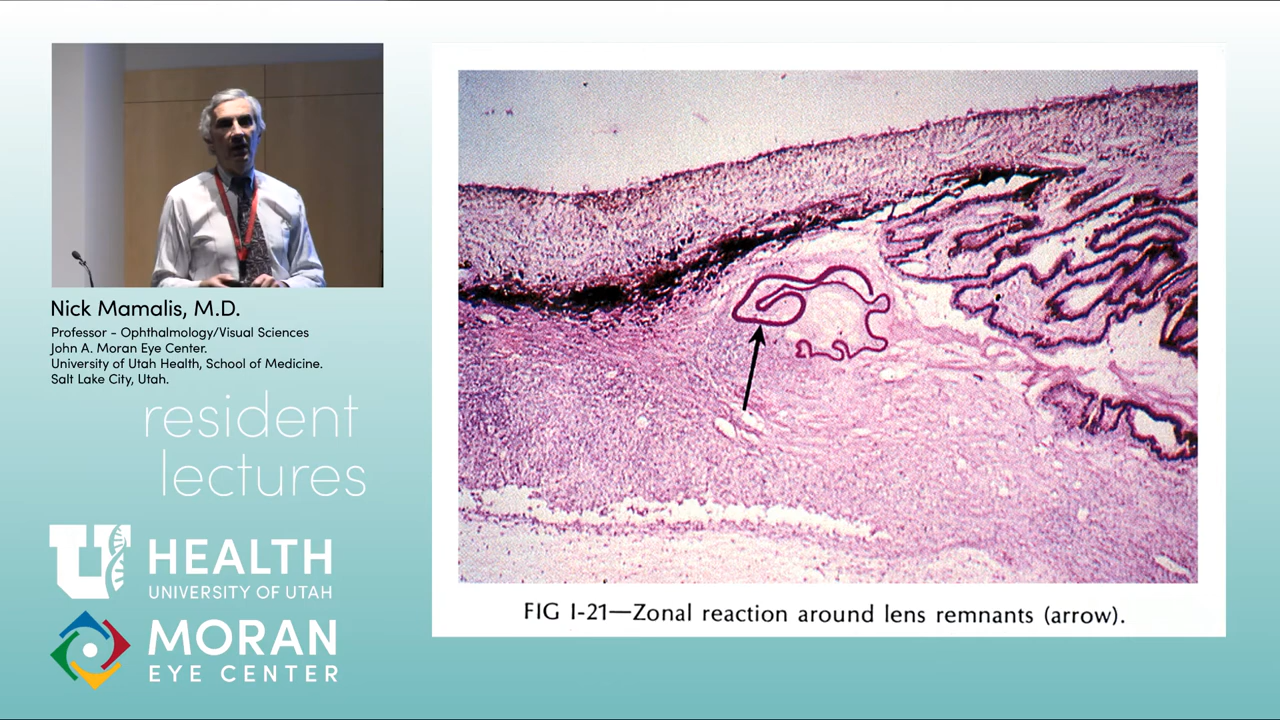 Nick Mamalis, M.D.
Professor - Ophthalmology/Visual Sciences
John A. Moran Eye Center.
University of Utah Health, School of Medicine.
Salt Lake City, Utah.
resident
lectures
U HEALTH
UNIVERSITY OF UTAH
MORAN
EYE CENTER
FIG I-21—Zonal reaction around lens remnants (arrow).